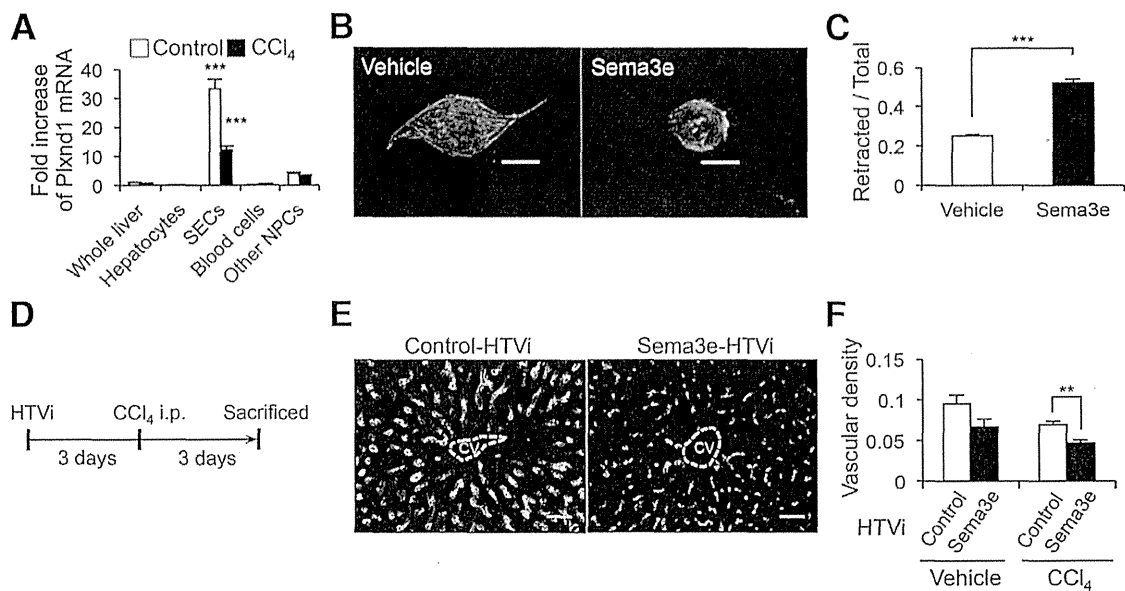 A
Control CCl4
Fold increase
of Plxnd1 mRNA
40
30
20
10
0
***
***
Whole liver
Hepatocytes
SECs
Blood cells
Other NPCs
B
Vehicle
Sema3e
C
Retracted / Total
0.6
0.4
0.2
0
***
Vehicle
Sema3e
D
HTVi
CCl4 i.p.
Sacrificed
3 days
3 days
E
Control-HTVi
Sema3e-HTVi
CV
CV
F
Vascular density
0.15
0.1
0.05
0
**
HTVi
Control
Sema3e
Control
Sema3e
Vehicle
CCl4